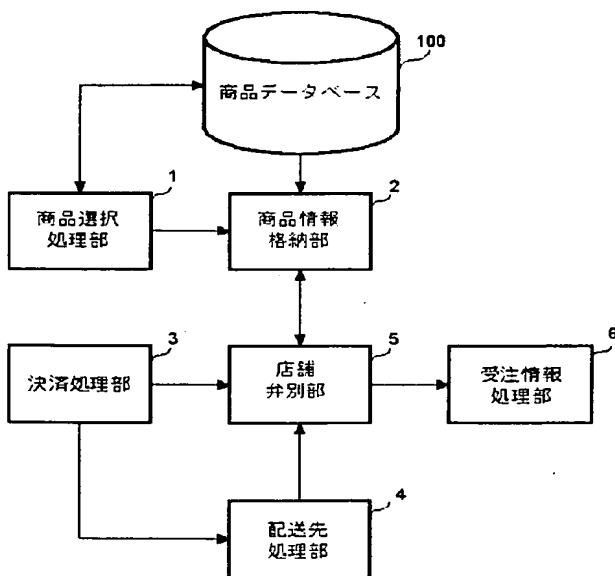 100
商品データベース
1
商品選択
処理部
2
商品情報
格納部
3
決済処理部
5
店舗
弁別部
6
受注情報
処理部
4
配送先
処理部